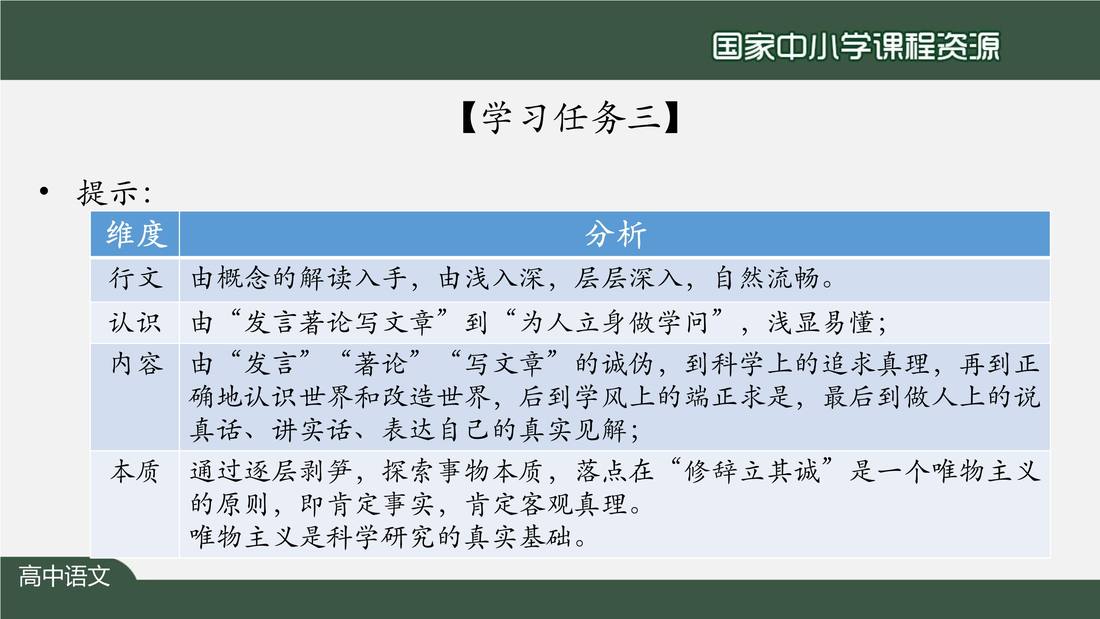 国家中小学课程资源
【学习任务三】
• 提示：
维度 分析
行文 由概念的解读入手，由浅入深，层层深入，自然流畅。
认识 由“发言著论写文章”到“为人立身做学问”，浅显易懂；
内容 由“发言”“著论”“写文章”的诚伪，到科学上的追求真理，再到正
确地认识世界和改造世界，后到学风上的端正求是，最后到做人上的说
真话、讲实话、表达自己的真实见解；
本质 通过逐层剥笋，探索事物本质，落点在“修辞立其诚”是一个唯物主义
的原则，即肯定事实，肯定客观真理。
唯物主义是科学研究的真实基础。
高中语文